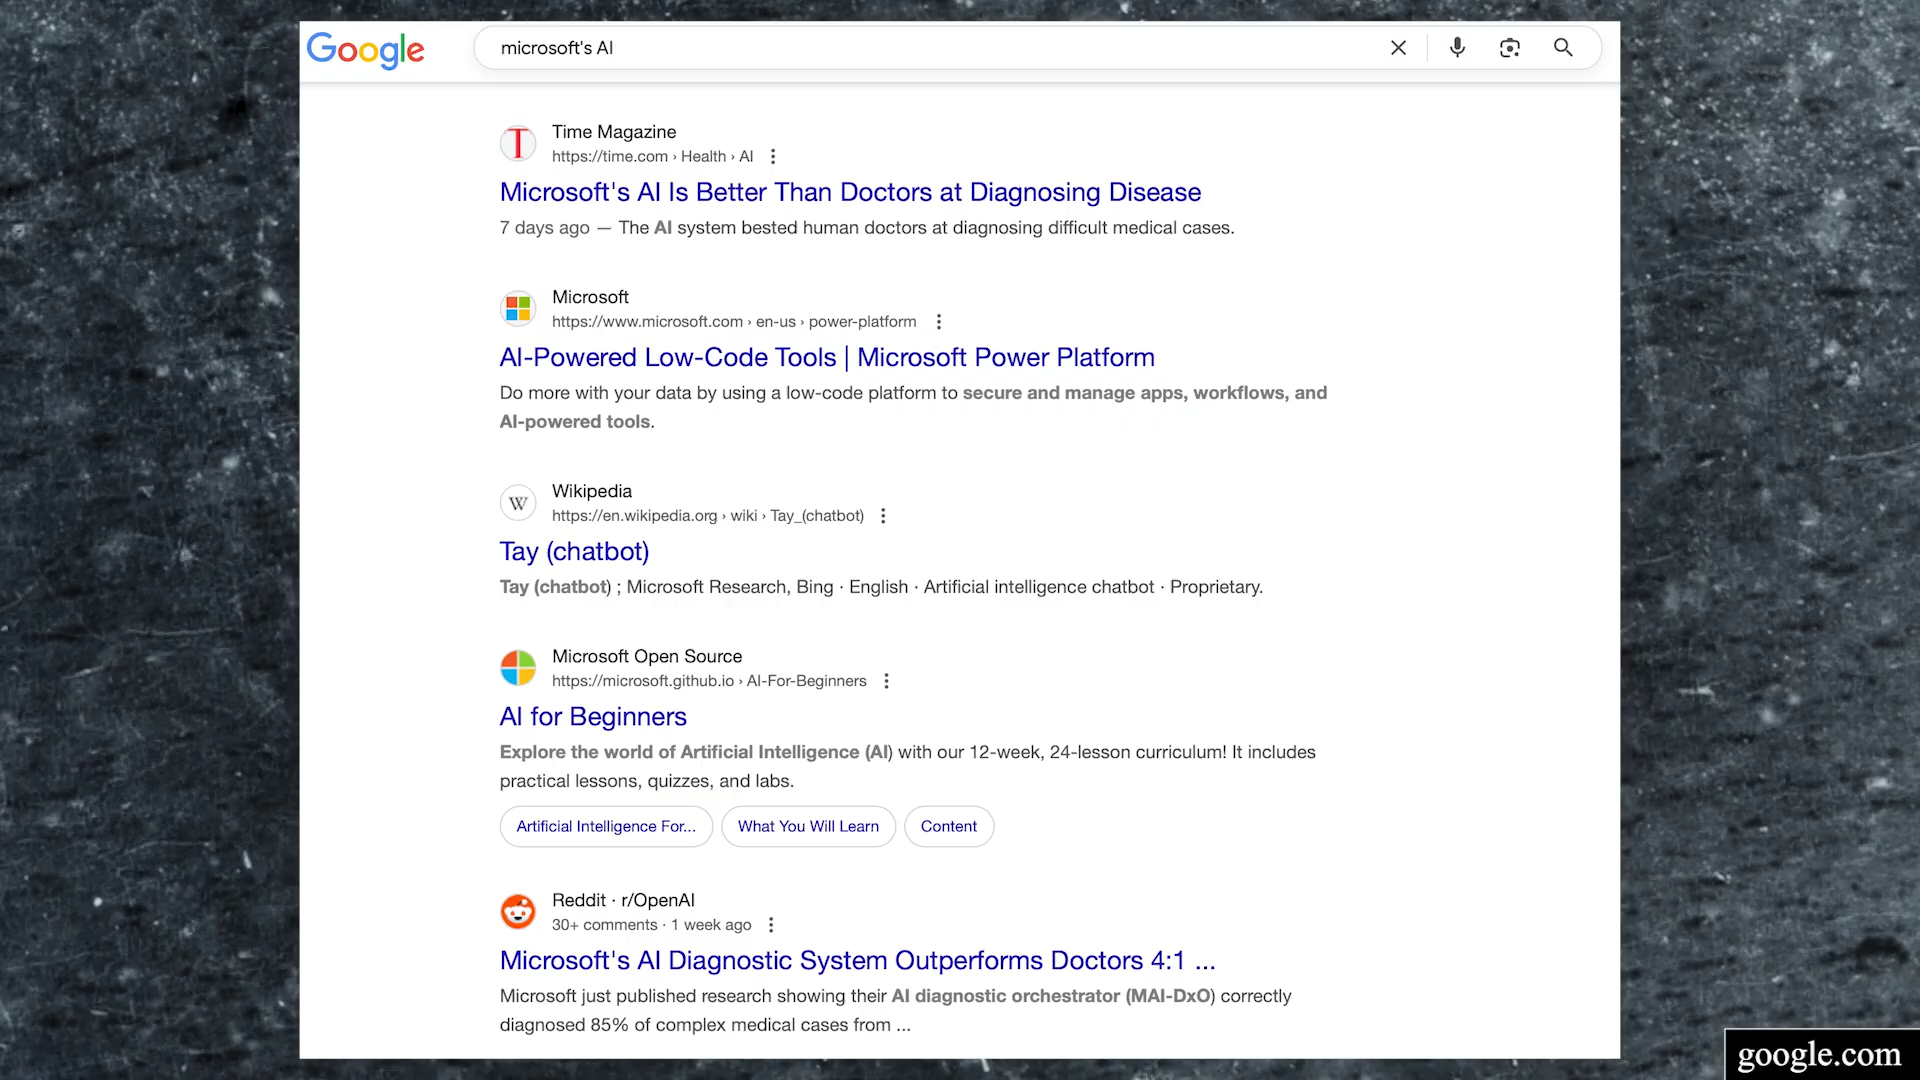 Google
microsoft's AI
Time Magazine
https://time.com › Health › AI
Microsoft's AI Is Better Than Doctors at Diagnosing Disease
7 days ago — The AI system bested human doctors at diagnosing difficult medical cases.
Microsoft
https://www.microsoft.com › en-us › power-platform
AI-Powered Low-Code Tools | Microsoft Power Platform
Do more with your data by using a low-code platform to secure and manage apps, workflows, and
AI-powered tools.
W
Wikipedia
https://en.wikipedia.org › wiki › Tay_(chatbot)
Tay (chatbot)
Tay (chatbot) ; Microsoft Research, Bing · English · Artificial intelligence chatbot · Proprietary.
Microsoft Open Source
https://microsoft.github.io › AI-For-Beginners
AI for Beginners
Explore the world of Artificial Intelligence (AI) with our 12-week, 24-lesson curriculum! It includes
practical lessons, quizzes, and labs.
Artificial Intelligence For...
What You Will Learn
Content
Reddit · r/OpenAI
30+ comments · 1 week ago
Microsoft's AI Diagnostic System Outperforms Doctors 4:1 ...
Microsoft just published research showing their AI diagnostic orchestrator (MAI-DxO) correctly
diagnosed 85% of complex medical cases from ...
google.com